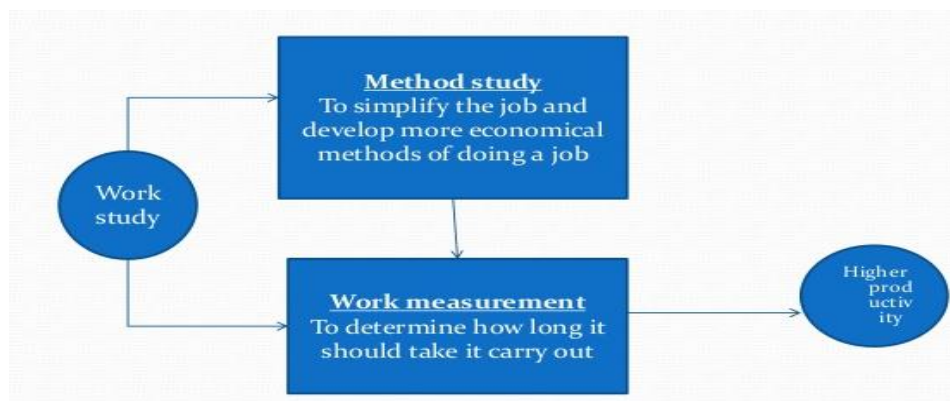 Method study
To simplify the job and
develop more economical
methods of doing a job
Work
study
Work measurement
To determine how long it
should take it carry out
Higher
prod
uctiv
ity